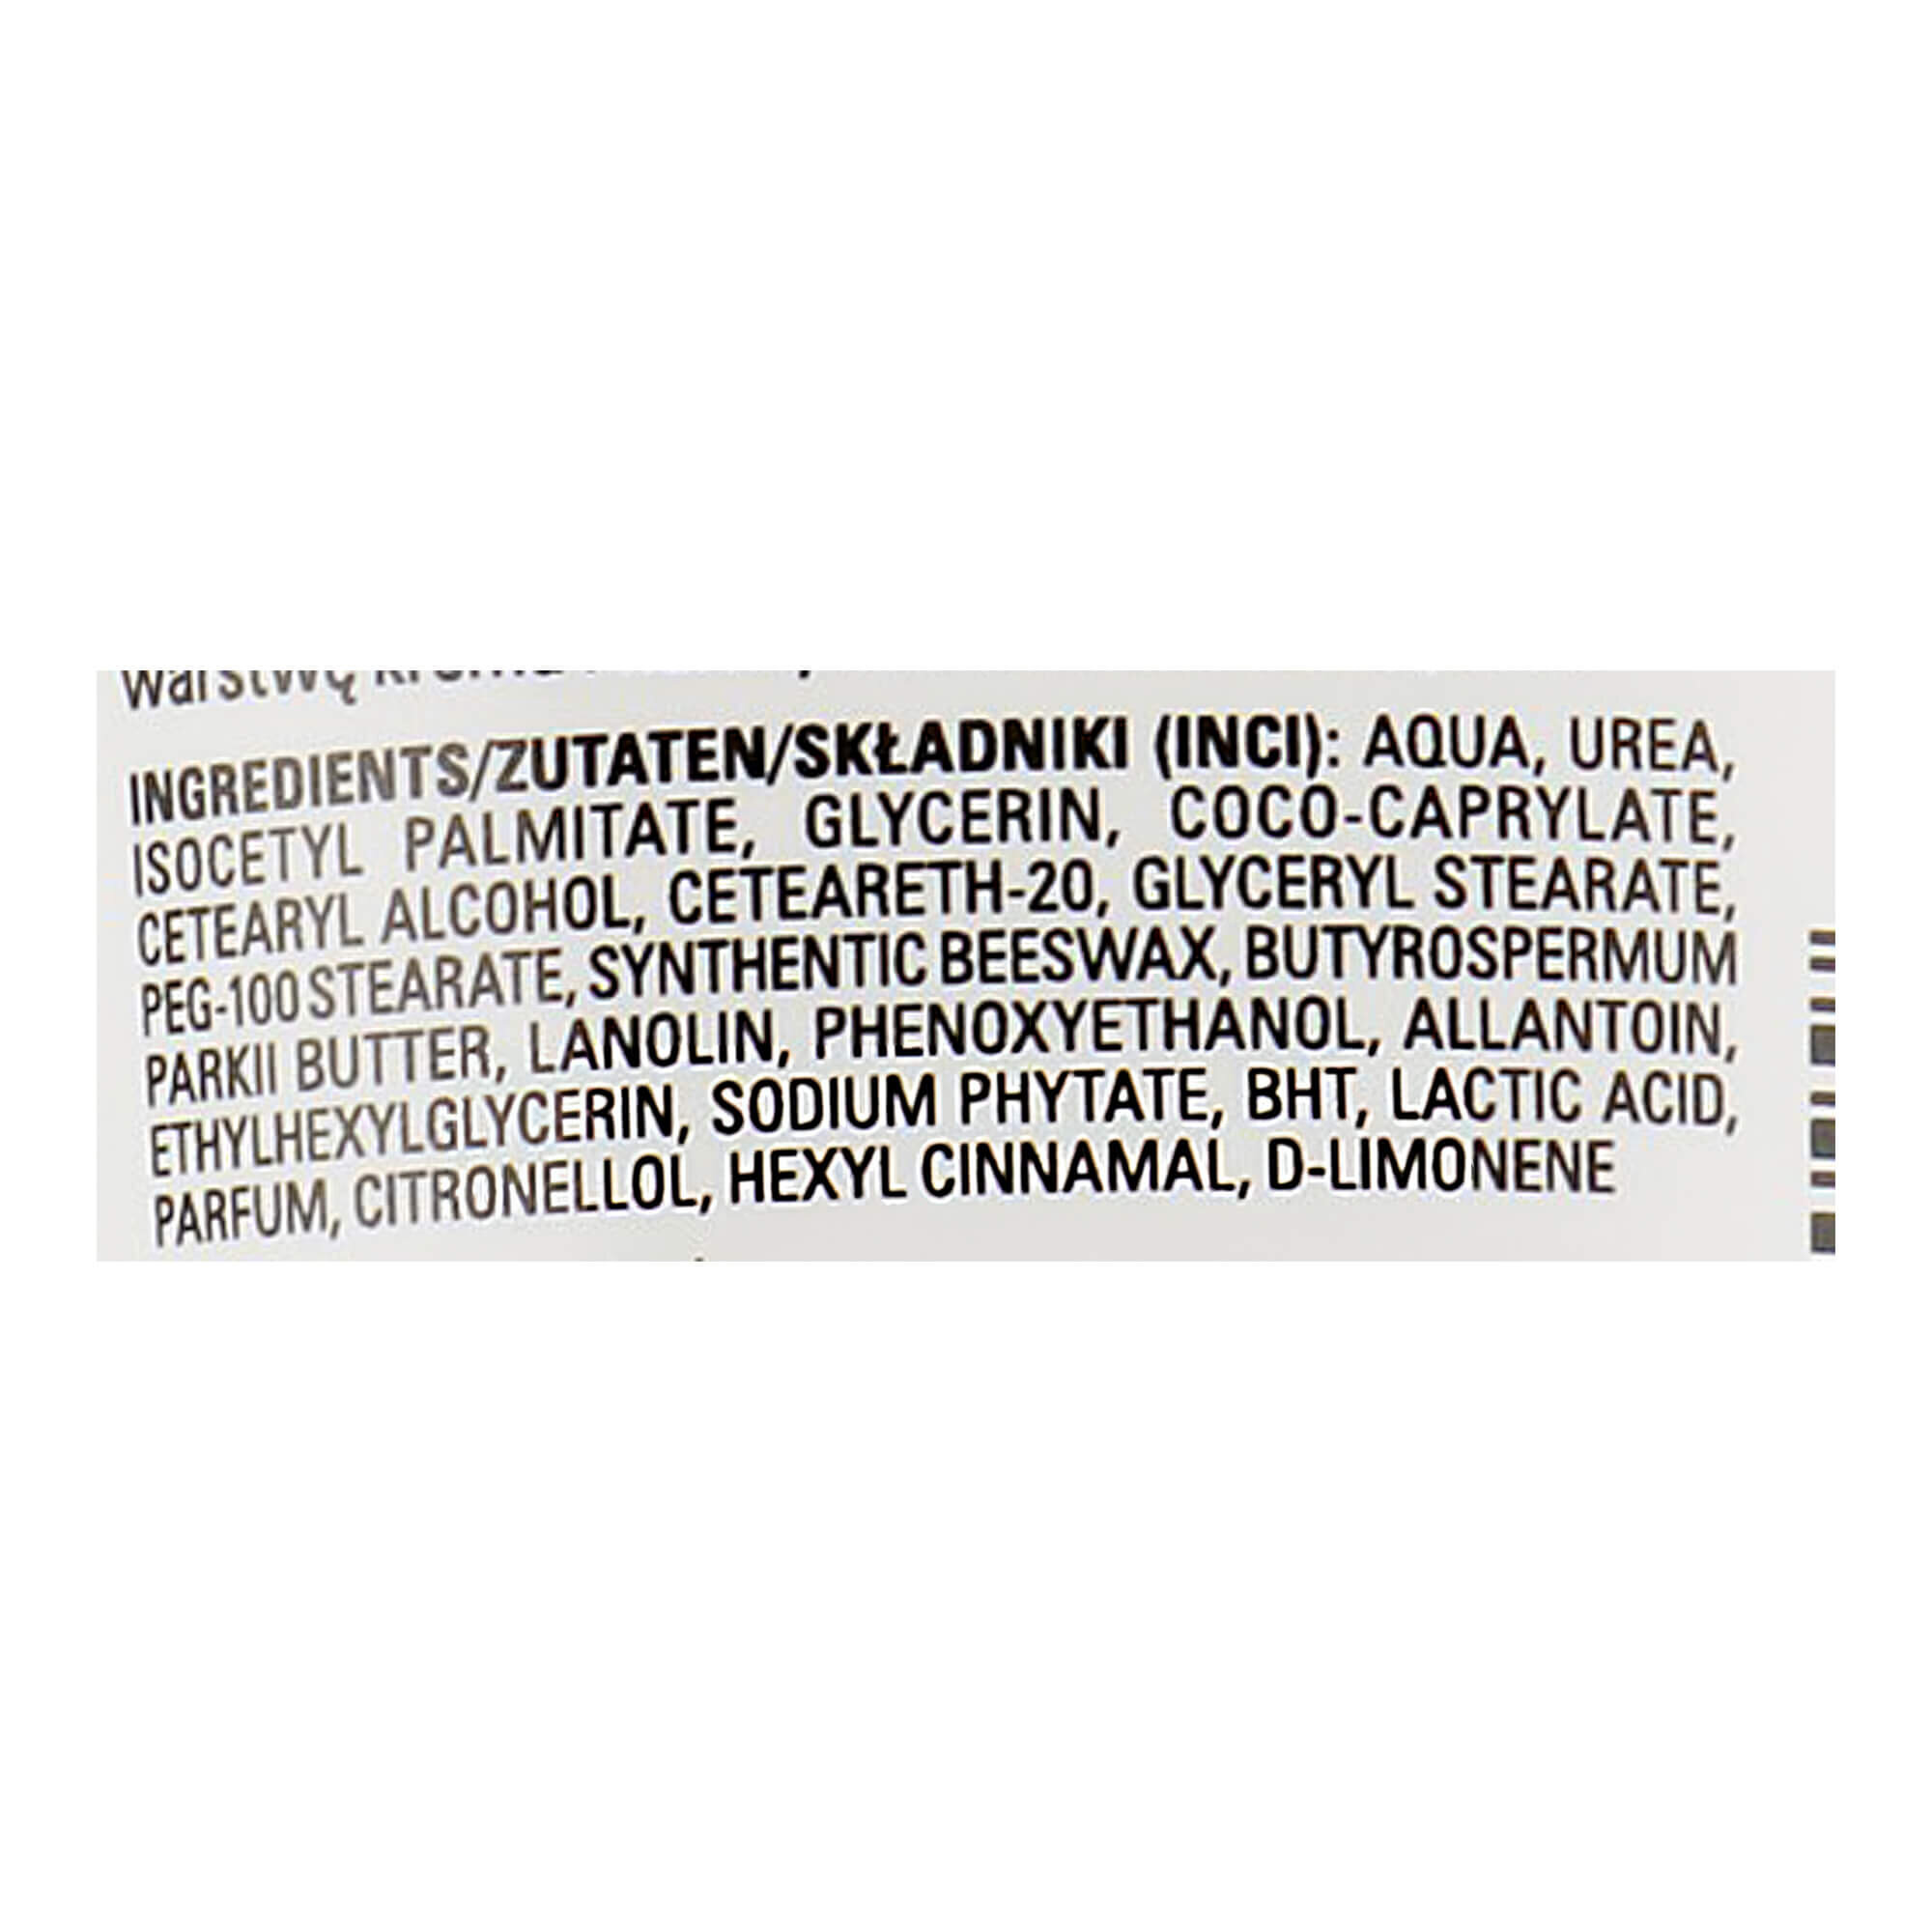 warstwę
INGREDIENTS/ZUTATEN/SKŁADNIKI (INCI): AQUA, UREA,
ISOCETYL PALMITATE, GLYCERIN, COCO-CAPRYLATE,
CETEARYL ALCOHOL, CETEARETH-20, GLYCERYL STEARATE,
PEG-100 STEARATE, SYNTHENTIC BEESWAX, BUTYROSPERMUM
PARKII BUTTER, LANOLIN, PHENOXYETHANOL, ALLANTOIN,
ETHYLHEXYLGLYCERIN, SODIUM PHYTATE, BHT, LACTIC ACID,
PARFUM, CITRONELLOL, HEXYL CINNAMAL, D-LIMONENE